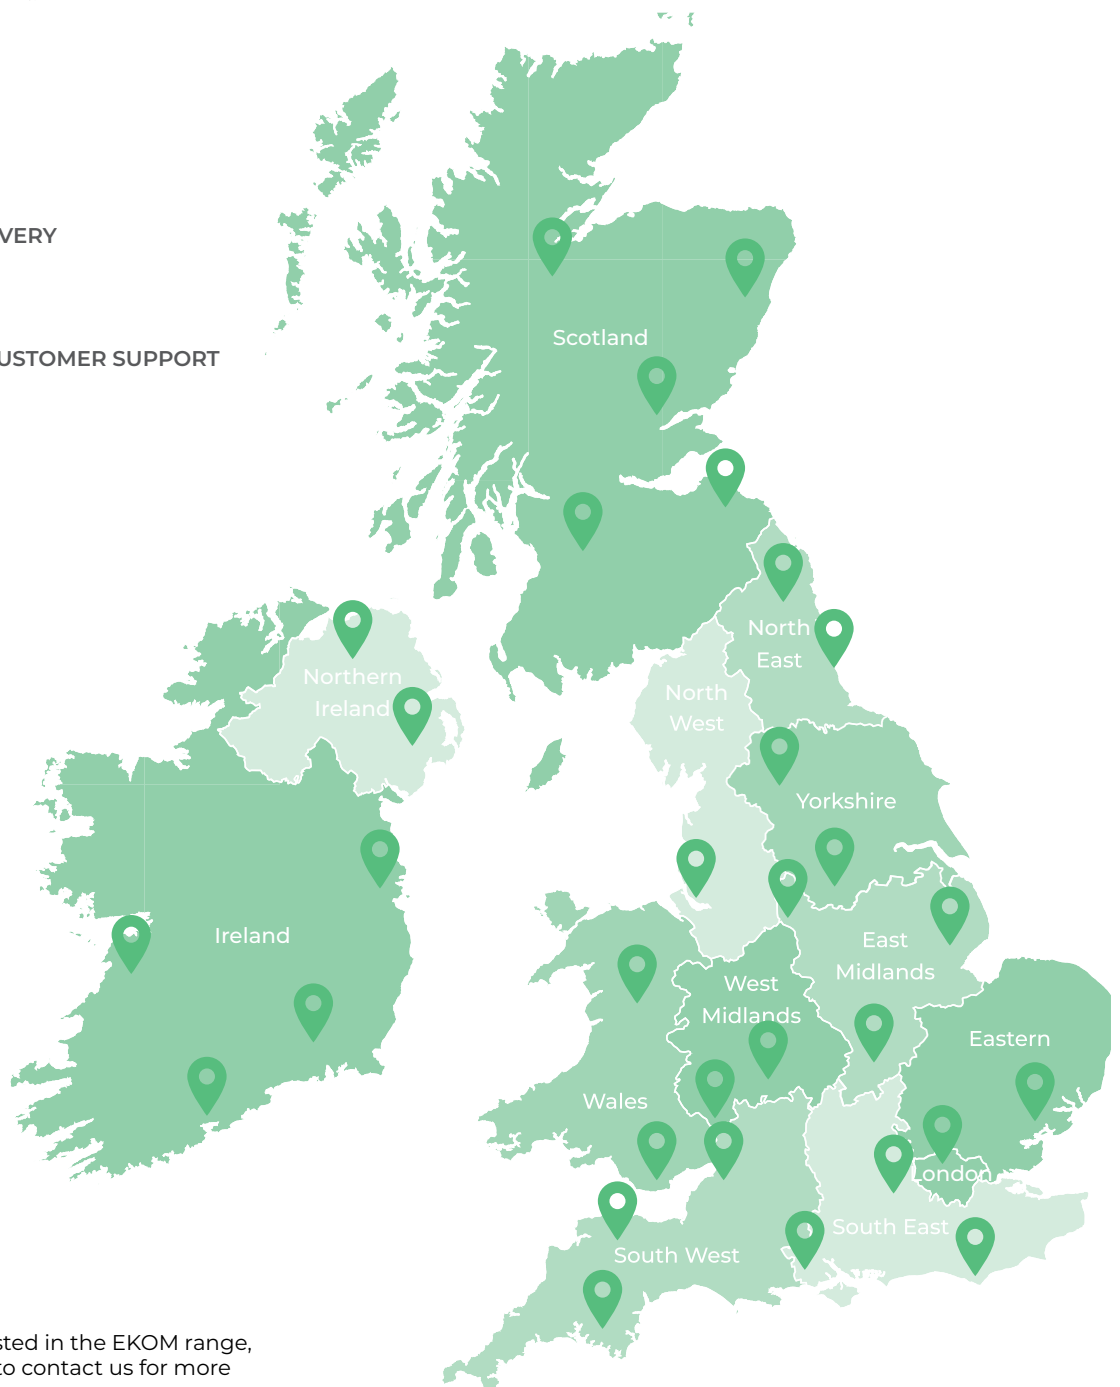 VERY
Scotland
USTOMER SUPPORT
North
East
Northern
Ireland
North
West
Yorkshire
Ireland
East
Midlands
West
Midlands
Eastern
Wales
London
South East
South West
sted in the EKOM range,
to contact us for more